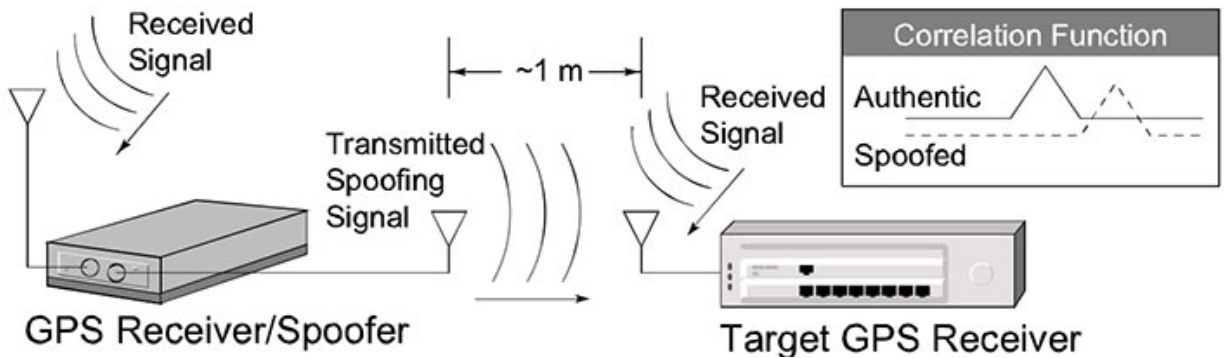 Received
Signal
~1 m
Received
Signal
Transmitted
Spoofing
Signal
Correlation Function
Authentic
Spoofed
GPS Receiver/Spoofer
Target GPS Receiver